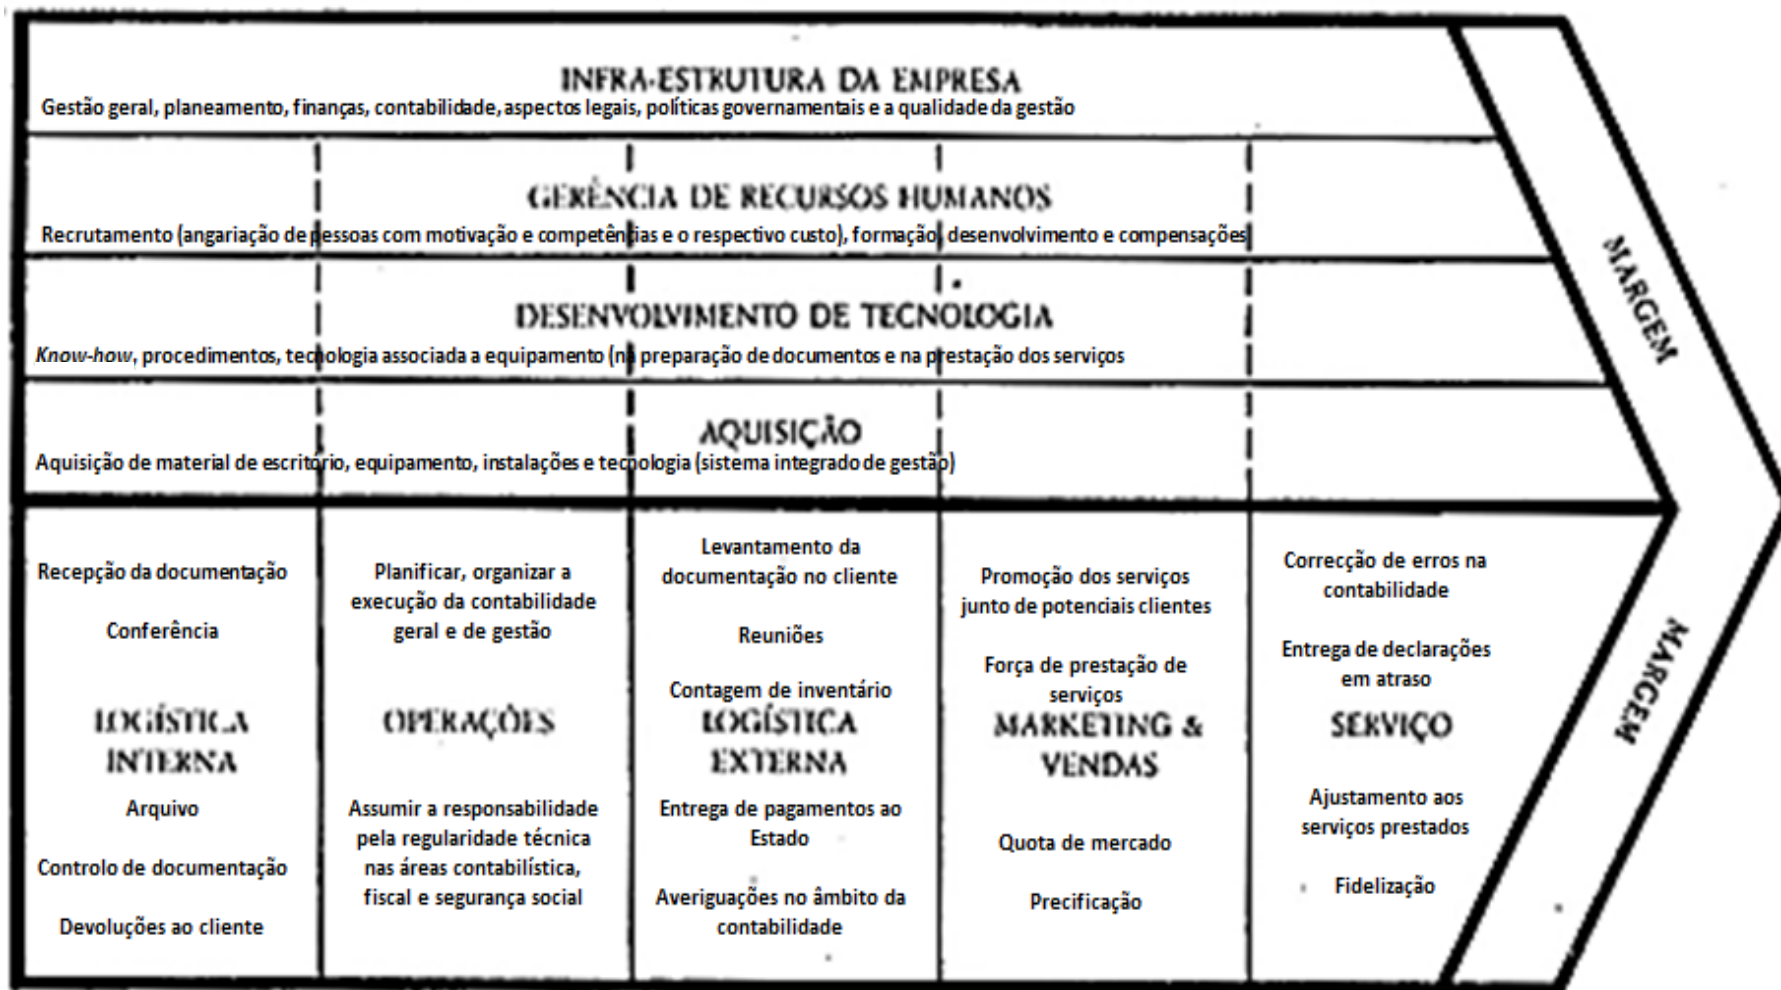 INFRA-ESTRUTURA DA EMPRESA
Gestão geral, planeamento, finanças, contabilidade, aspectos legais, políticas governamentais e a qualidade da gestão
GERÊNCIA DE RECURSOS HUMANOS
Recrutamento (angariação de pessoas com motivação e competências e o respectivo custo), formação, desenvolvimento e compensações
DESENVOLVIMENTO DE TECNOLOGIA
Know-how, procedimentos, tecnologia associada a equipamento (na preparação de documentos e na prestação dos serviços
AQUISIÇÃO
Aquisição de material de escritório, equipamento, instalações e tecnologia (sistema integrado de gestão)
Recepção da documentação
Conferência
LOGÍSTICA
INTERNA
Arquivo
Controlo de documentação
Devoluções ao cliente
Planificar, organizar a
execução da contabilidade
geral e de gestão
OPERAÇÕES
Assumir a responsabilidade
pela regularidade técnica
nas áreas contabilística,
fiscal e segurança social
Levantamento da
documentação no cliente
Reuniões
Contagem de inventário
LOGÍSTICA
EXTERNA
Entrega de pagamentos ao
Estado
Averiguações no âmbito da
contabilidade
Promoção dos serviços
junto de potenciais clientes
Força de prestação de
serviços
MARKETING &
VENDAS
Quota de mercado
Precificação
Correcção de erros na
contabilidade
Entrega de declarações
em atraso
SERVIÇO
Ajustamento aos
serviços prestados
Fidelização
MARGEM
MARGEM